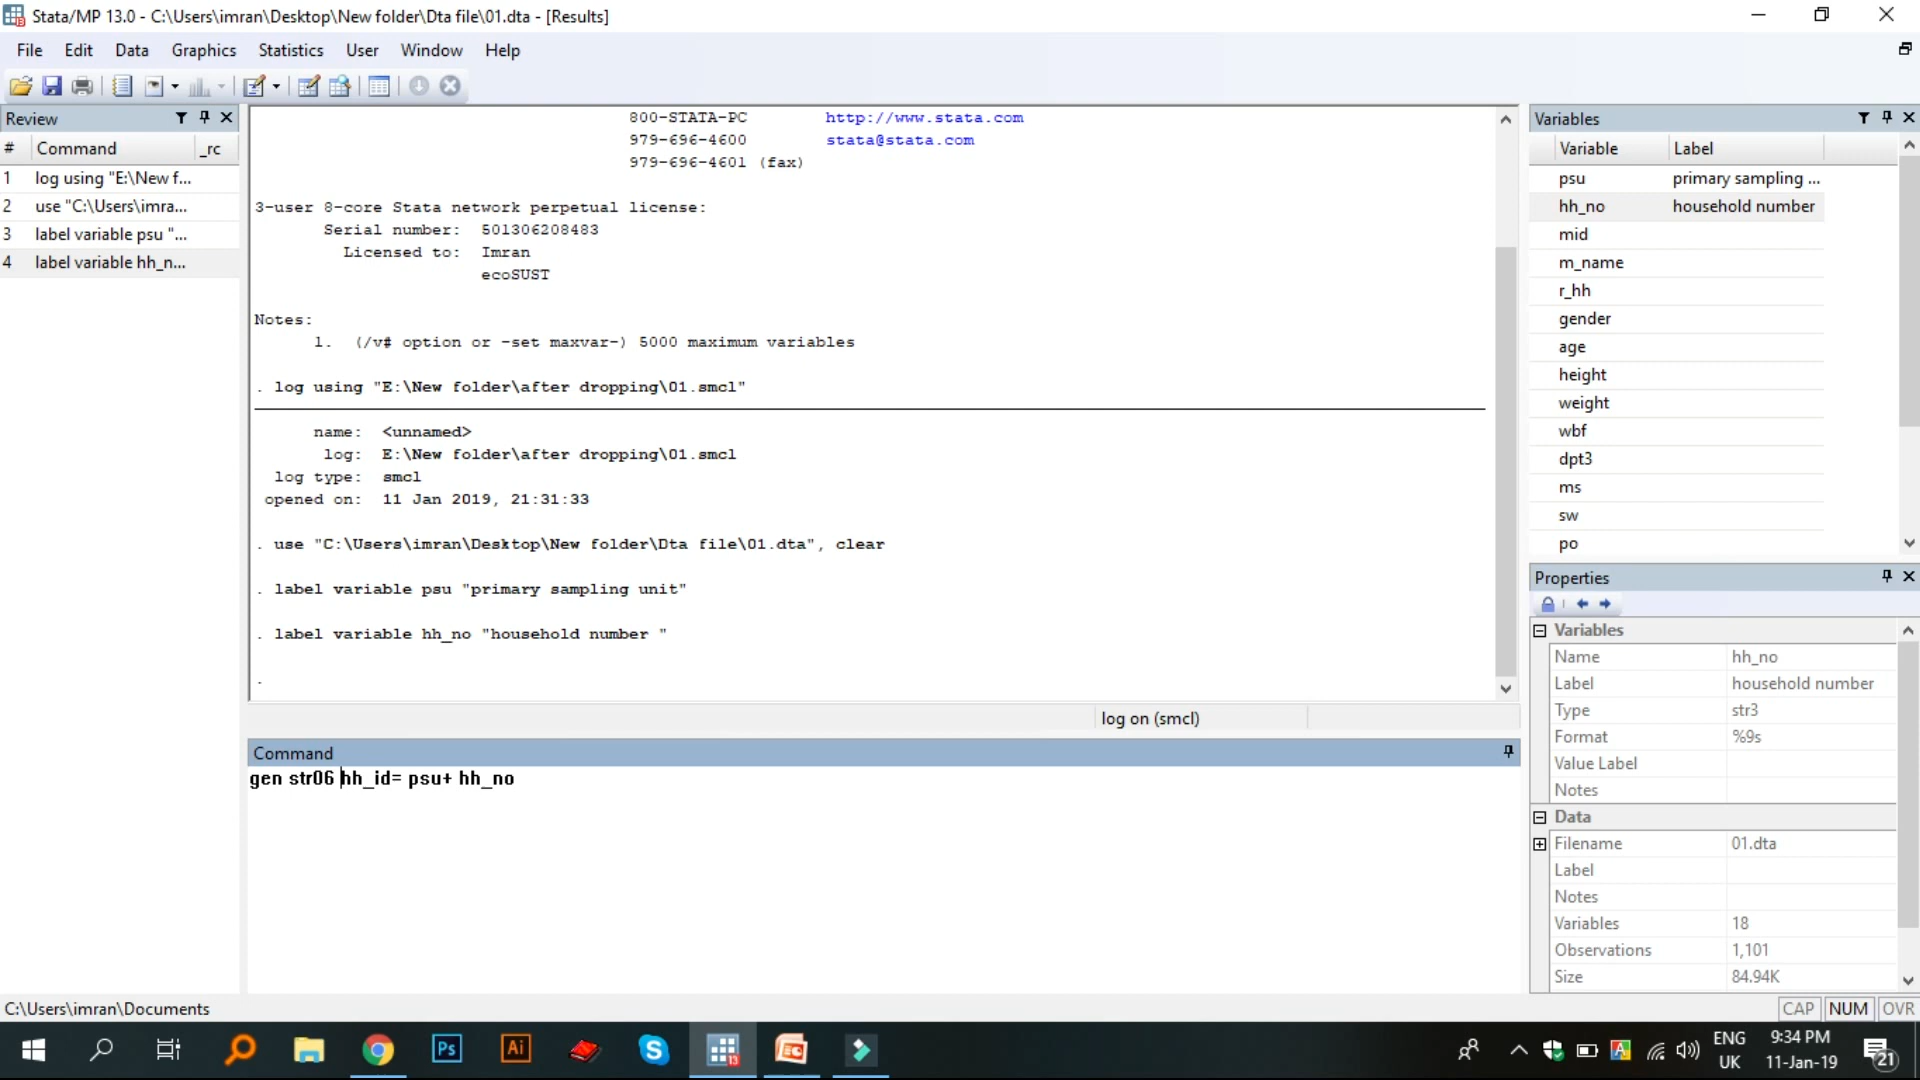 Stata/MP 13.0 - C:\Users\imran\Desktop\New folder\Dta file\01.dta - [Results]
File Edit Data Graphics Statistics User Window Help
Review
# Command _rc
1 log using "E:\New f...
2 use "C:\Users\imra...
3 label variable psu "...
4 label variable hh_n...
800-STATA-PC http://www.stata.com
979-696-4600 stata@stata.com
979-696-4601 (fax)
3-user 8-core Stata network perpetual license:
Serial number: 501306208483
Licensed to: Imran
ecoSUST
Notes:
1. (/v# option or -set maxvar-) 5000 maximum variables
. log using "E:\New folder\after dropping\01.smcl"
name: <unnamed>
log: E:\New folder\after dropping\01.smcl
log type: smcl
opened on: 11 Jan 2019, 21:31:33
. use "C:\Users\imran\Desktop\New folder\Dta file\01.dta", clear
. label variable psu "primary sampling unit"
. label variable hh_no "household number "
.
log on (smcl)
Command
gen str06 hh_id= psu+ hh_no
Variables
Variable Label
psu primary sampling ...
hh_no household number
mid
m_name
r_hh
gender
age
height
weight
wbf
dpt3
ms
sw
po
Properties
Variables
Name hh_no
Label household number
Type str3
Format %9s
Value Label
Notes
Data
Filename 01.dta
Label
Notes
Variables 18
Observations 1,101
Size 84.94K
C:\Users\imran\Documents
CAP NUM OVR
Ps
Ai
13
A
ENG
UK
9:34 PM
11-Jan-19
21